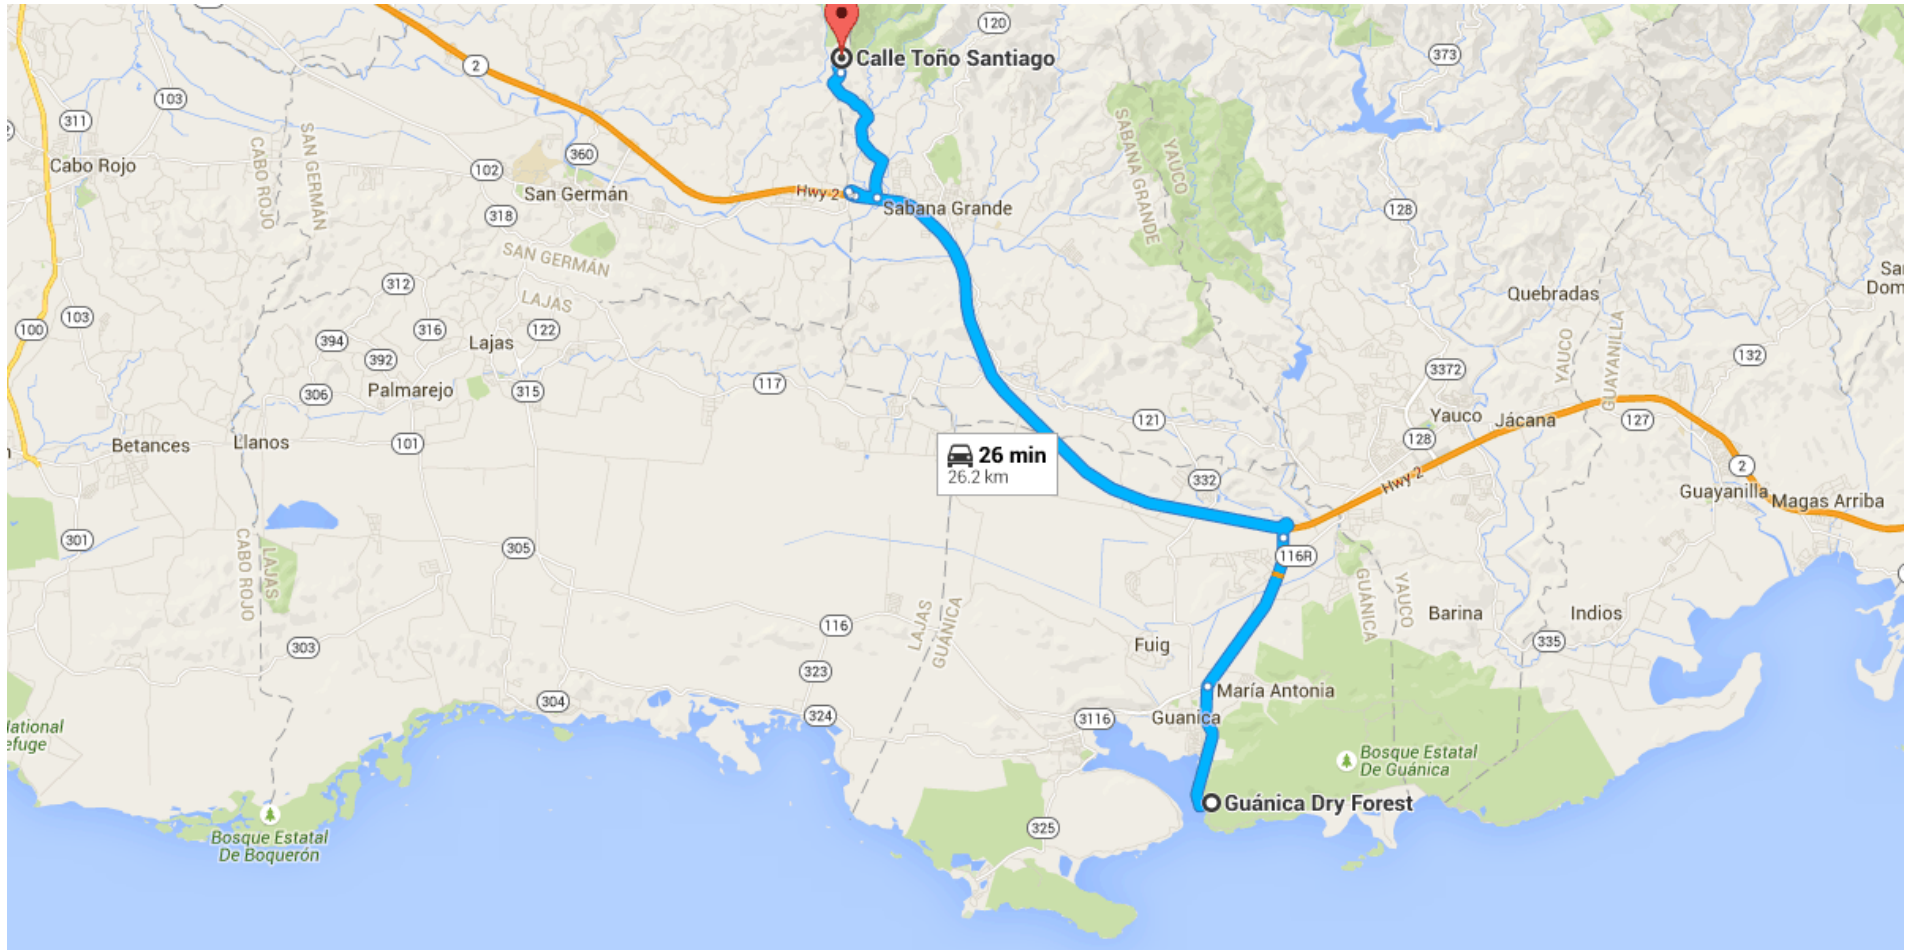 120
Calle Toño Santiago
373
2
103
311
Cabo Rojo
CABO ROJO
SAN GERMÁN
360
102
San Germán
Hwy 2
318
Sabana Grande
SABANA GRANDE
YAUCO
128
SAN GERMÁN
312
LAJAS
Quebradas
100
103
394
316
122
Lajas
392
306
Palmarejo
315
117
3372
YAUCO
GUAYANILLA
132
121
Yauco
Jácana
127
128
Betances
Llanos
101
26 min
26.2 km
332
Hwy 2
2
Guayanilla
Magas Arriba
301
CABO ROJO
LAJAS
305
116R
GUÁNICA
YAUCO
116
LAJAS
GUÁNICA
Barina
Indios
303
Fuig
335
323
María Antonia
304
324
3116
Guanica
Bosque Estatal
De Guánica
Guánica Dry Forest
Bosque Estatal
De Boquerón
325